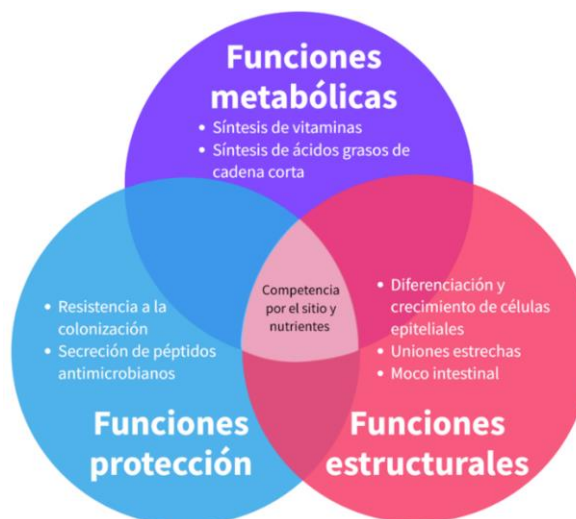 Funciones
metabólicas
• Síntesis de vitaminas
• Síntesis de ácidos grasos de
cadena corta
Competencia
por el sitio y
nutrientes
• Resistencia a la
colonización
• Secreción de péptidos
antimicrobianos
• Diferenciación y
crecimiento de células
epiteliales
• Uniones estrechas
• Moco intestinal
Funciones
protección
Funciones
estructurales